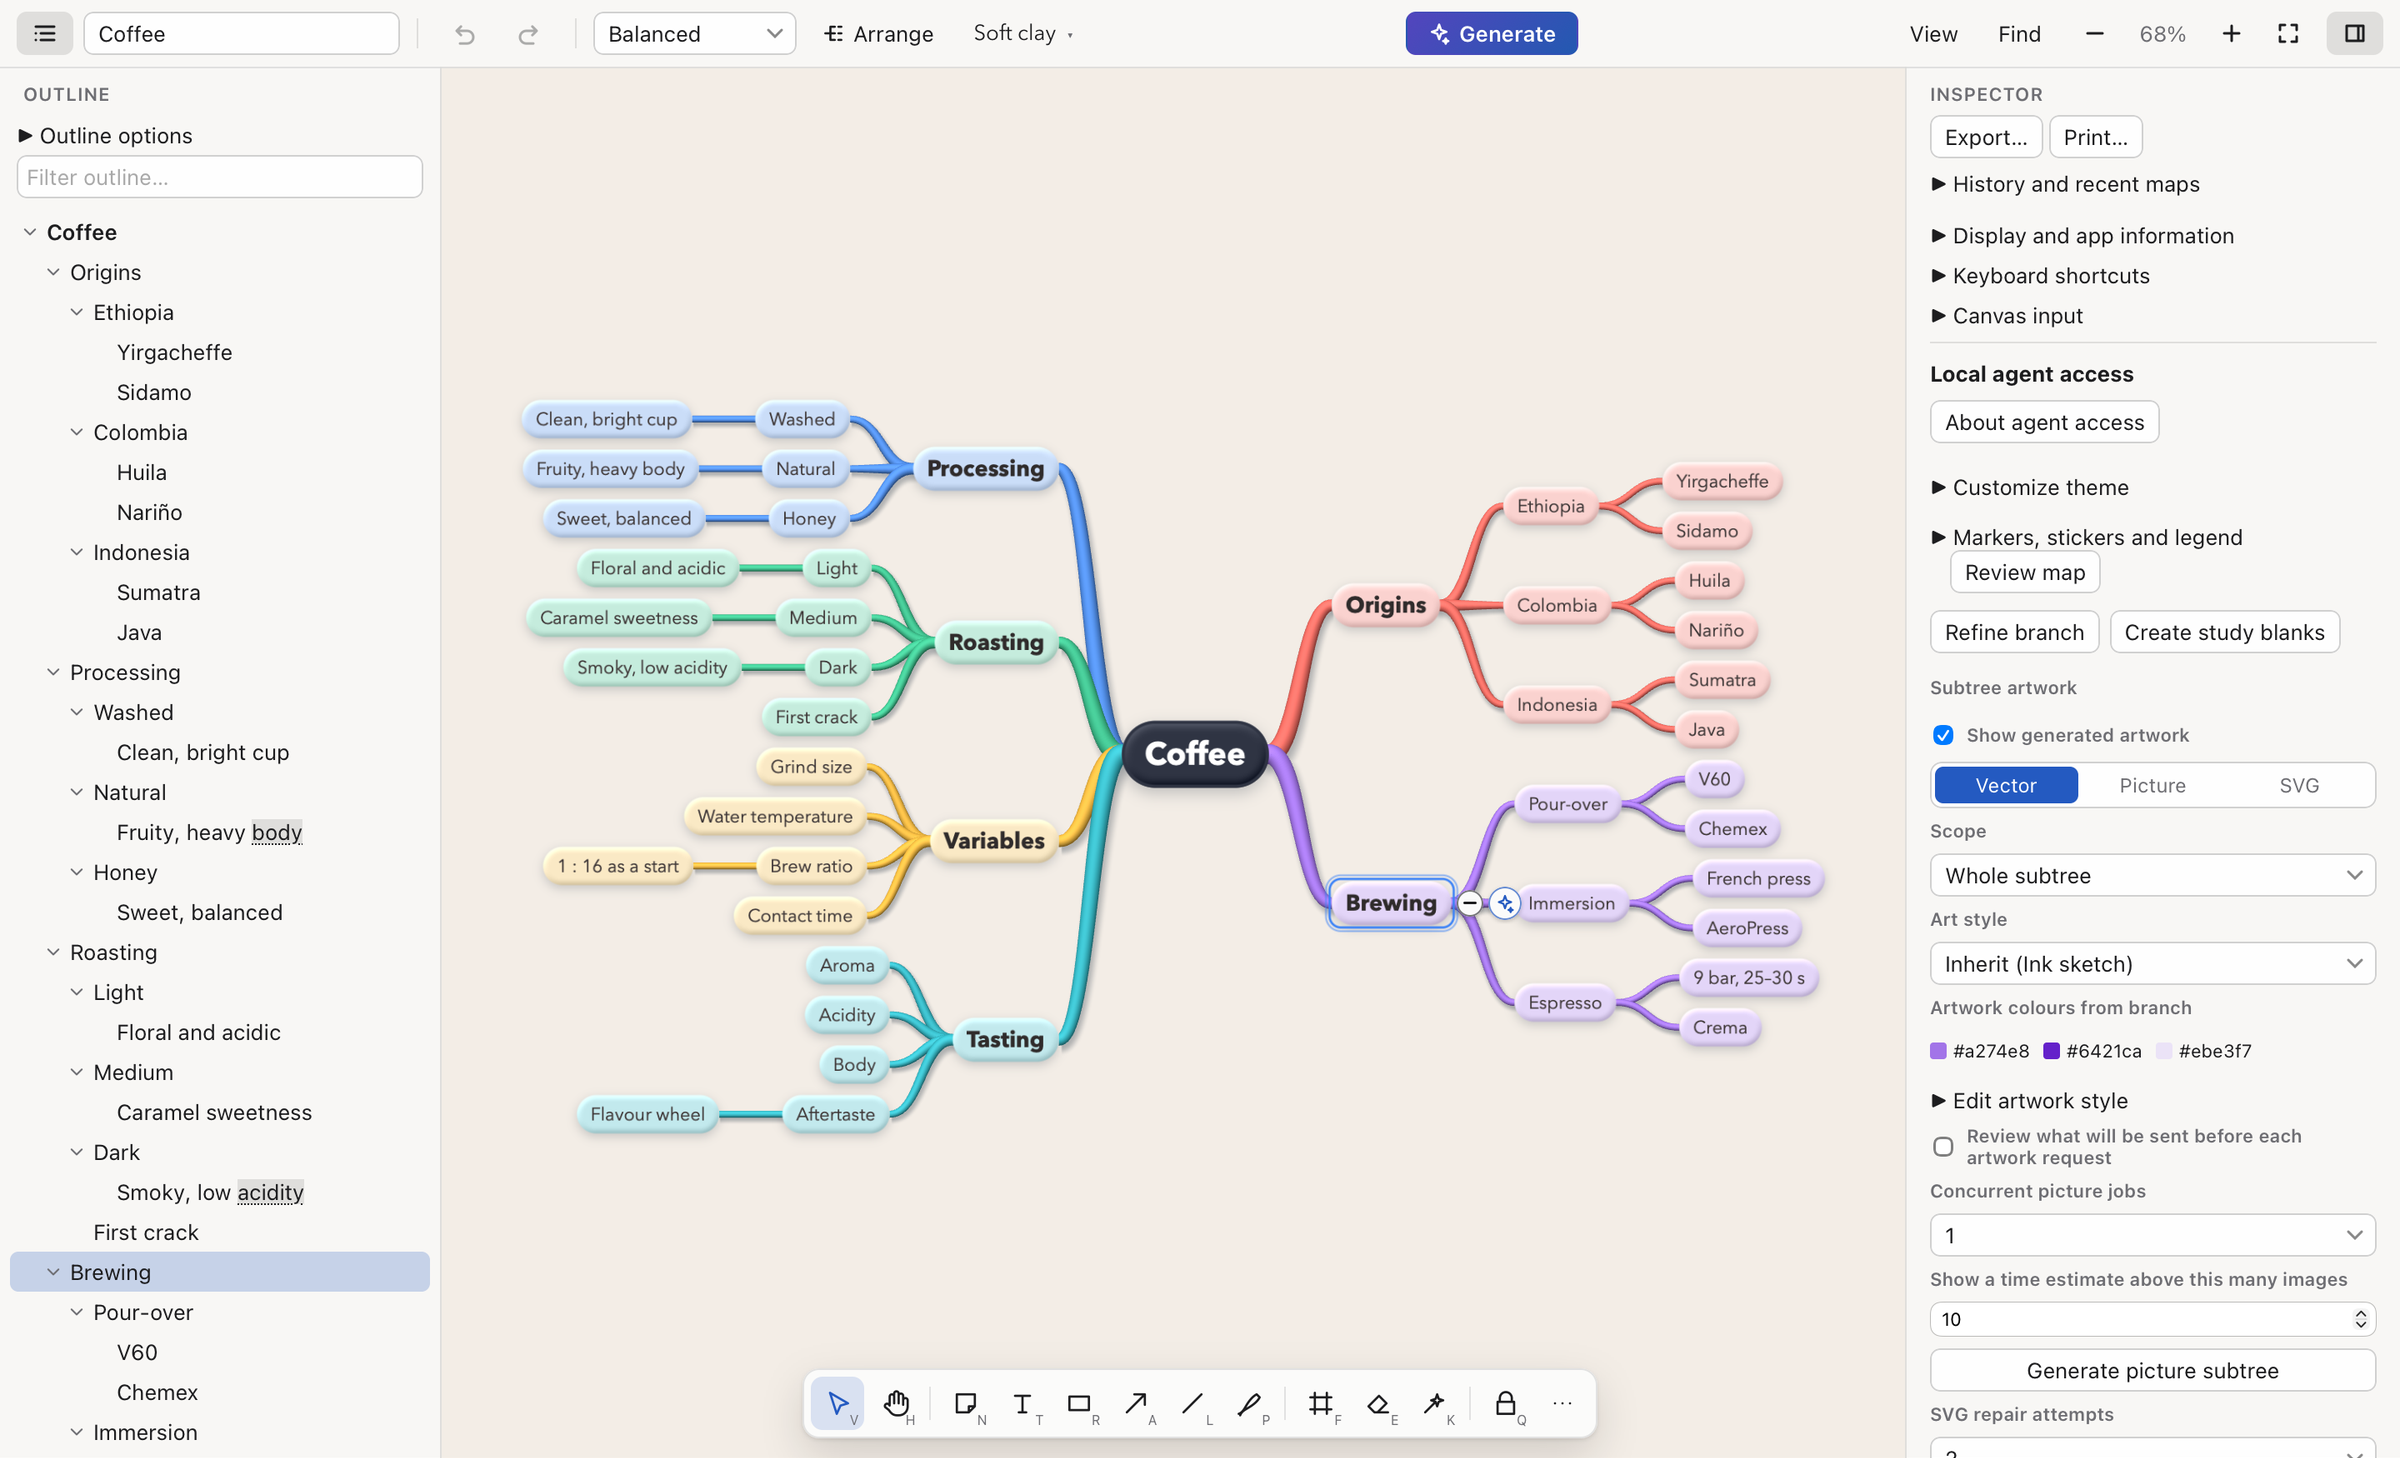 Coffee
Balanced
Arrange
Soft clay
Generate
View
Find
68%
OUTLINE
Outline options
Filter outline...
Coffee
Origins
Ethiopia
Yirgacheffe
Sidamo
Colombia
Huila
Nariño
Indonesia
Sumatra
Java
Processing
Washed
Clean, bright cup
Natural
Fruity, heavy body
Honey
Sweet, balanced
Roasting
Light
Floral and acidic
Medium
Caramel sweetness
Dark
Smoky, low acidity
First crack
Brewing
Pour-over
V60
Chemex
Immersion
Clean, bright cup
Washed
Fruity, heavy body
Natural
Processing
Sweet, balanced
Honey
Floral and acidic
Light
Caramel sweetness
Medium
Roasting
Smoky, low acidity
Dark
First crack
Grind size
Water temperature
Variables
1 : 16 as a start
Brew ratio
Contact time
Aroma
Acidity
Tasting
Body
Flavour wheel
Aftertaste
Coffee
Origins
Ethiopia
Yirgacheffe
Sidamo
Colombia
Huila
Nariño
Indonesia
Sumatra
Java
Brewing
Pour-over
V60
Chemex
Immersion
French press
AeroPress
Espresso
9 bar, 25–30 s
Crema
V
H
N
T
R
A
L
P
F
E
K
Q
INSPECTOR
Export...
Print...
History and recent maps
Display and app information
Keyboard shortcuts
Canvas input
Local agent access
About agent access
Customize theme
Markers, stickers and legend
Review map
Refine branch
Create study blanks
Subtree artwork
Show generated artwork
Vector
Picture
SVG
Scope
Whole subtree
Art style
Inherit (Ink sketch)
Artwork colours from branch
#a274e8
#6421ca
#ebe3f7
Edit artwork style
Review what will be sent before each
artwork request
Concurrent picture jobs
1
Show a time estimate above this many images
10
Generate picture subtree
SVG repair attempts